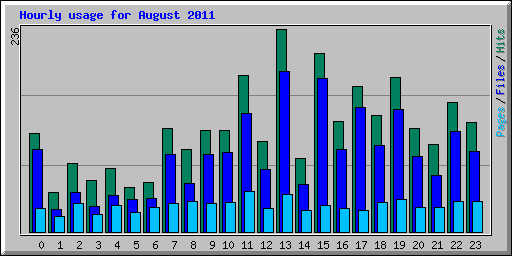 Hourly usage for August 2011
236
Pages / Files / Hits
0 1 2 3 4 5 6 7 8 9 10 11 12 13 14 15 16 17 18 19 20 21 22 23